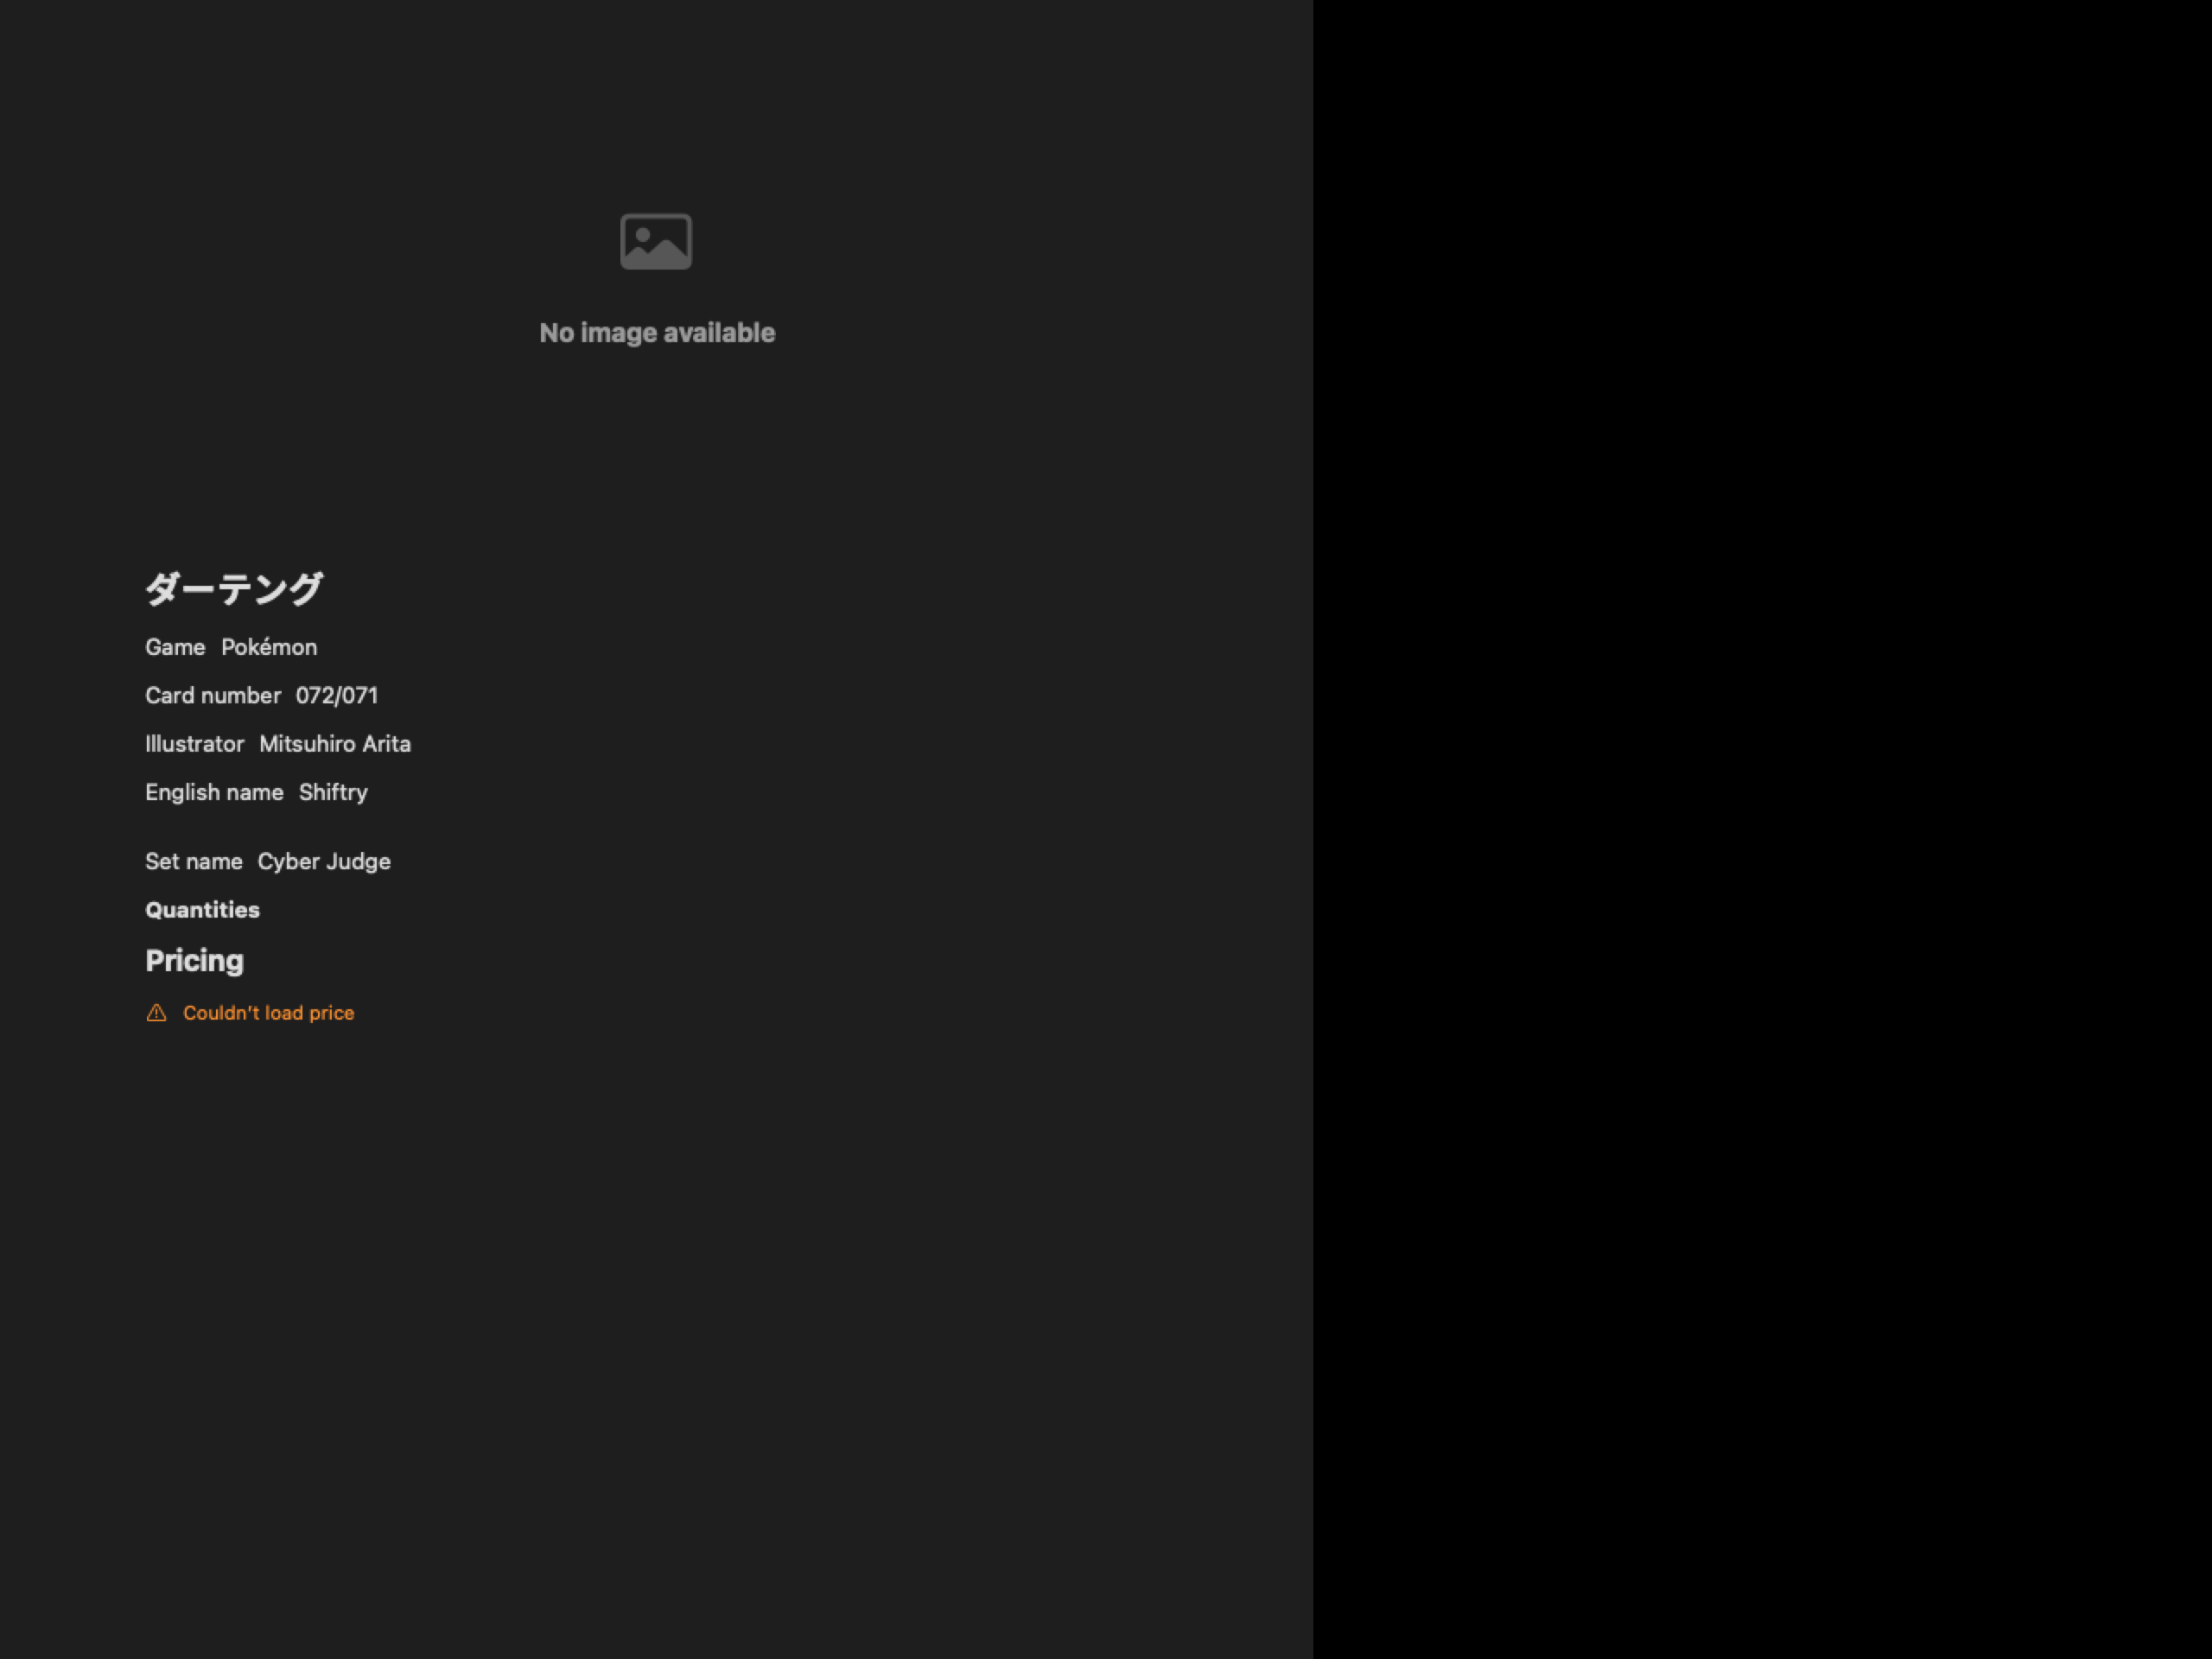 No image available
ダーテング
Game Pokémon
Card number 072/071
Illustrator Mitsuhiro Arita
English name Shiftry
Set name Cyber Judge
Quantities
Pricing
Couldn't load price